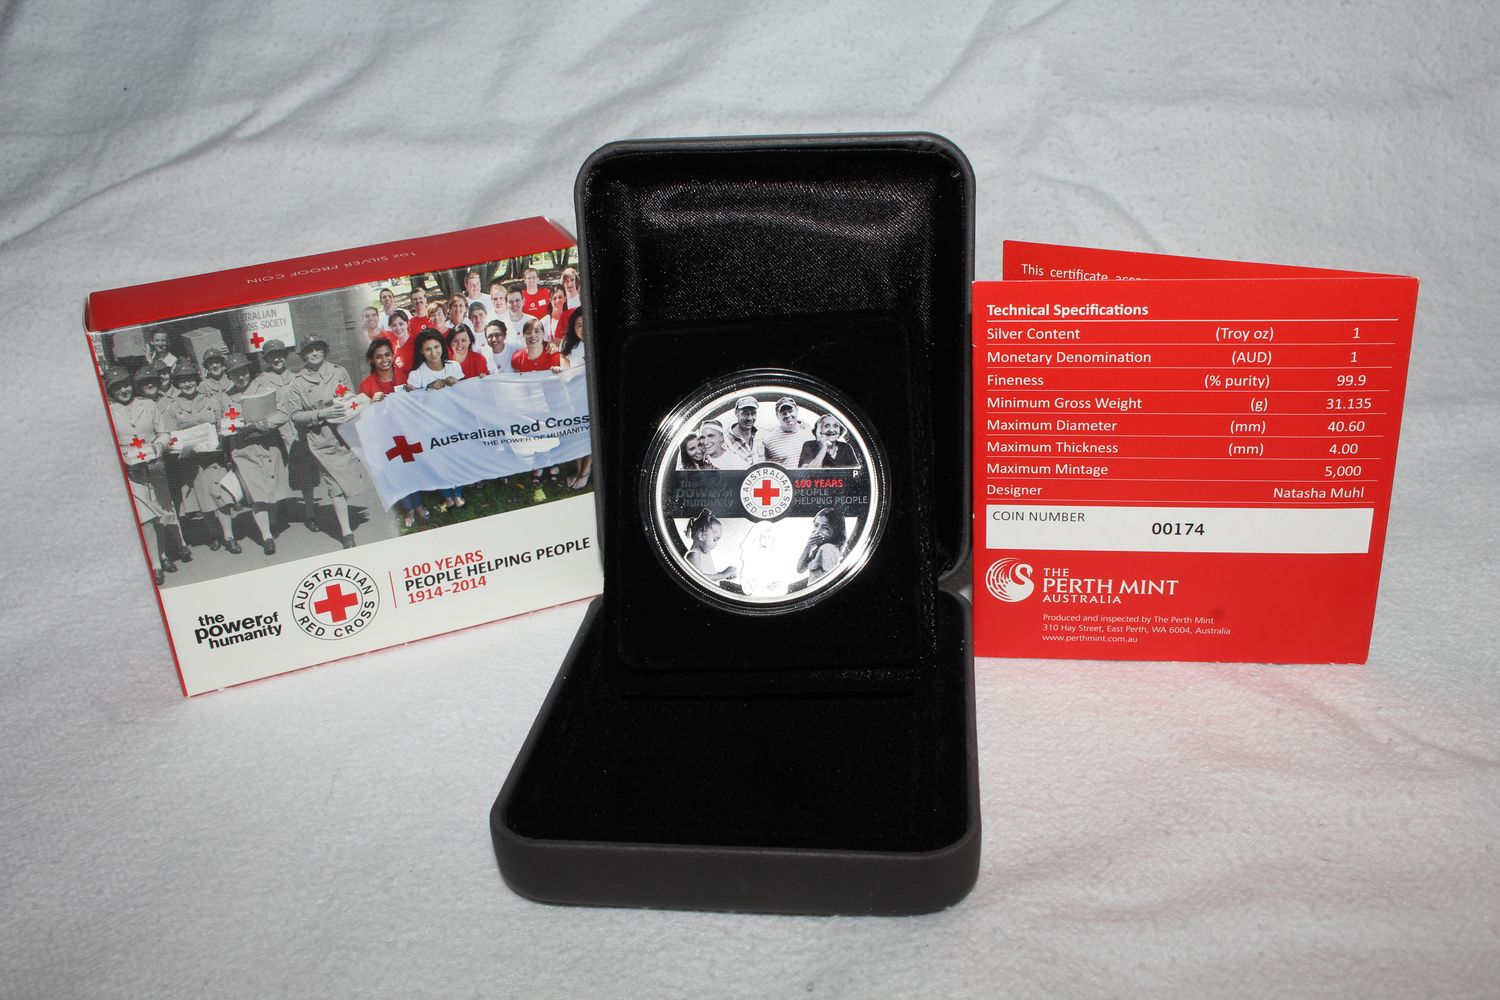 1oz SILVER PROOF COIN
TRALIAN
OSS SOCIETY
Australian Red Cross
THE POWER OF HUMANITY
the
power of
humanity
AUSTRALIAN
RED CROSS
100 YEARS
PEOPLE HELPING PEOPLE
1914-2014
the
power of
humanity
AUSTRALIAN
RED CROSS
100 YEARS
PEOPLE
HELPING PEOPLE
P
This certificate
Technical Specifications
Silver Content (Troy oz) 1
Monetary Denomination (AUD) 1
Fineness (% purity) 99.9
Minimum Gross Weight (g) 31.135
Maximum Diameter (mm) 40.60
Maximum Thickness (mm) 4.00
Maximum Mintage 5,000
Designer Natasha Muhl
COIN NUMBER
00174
THE
PERTH MINT
AUSTRALIA
Produced and inspected by The Perth Mint
310 Hay Street, East Perth, WA 6004, Australia
www.perthmint.com.au